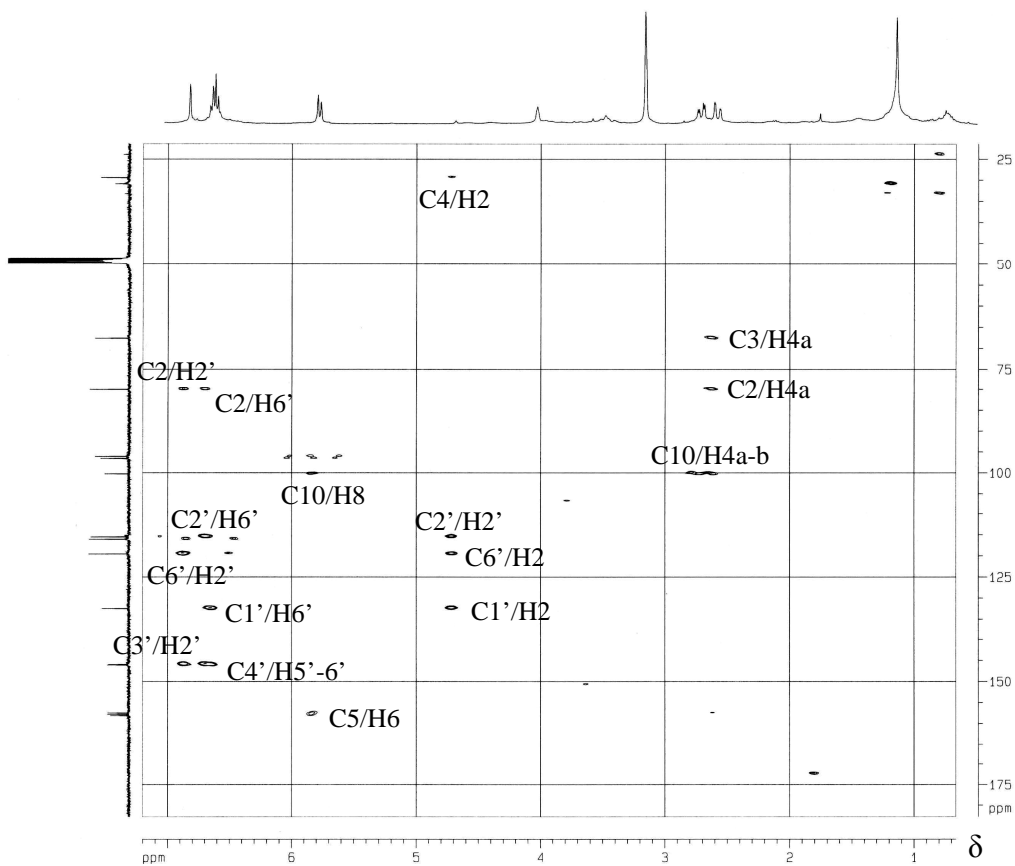 25
C4/H2
50
C3/H4a
C2/H2’
75
C2/H4a
C2/H6’
C10/H4a-b
100
C10/H8
C2’/H6’
C2’/H2’
C6’/H2
C6’/H2’
125
C1’/H6’
C1’/H2
C3’/H2’
C4’/H5’-6’
150
C5/H6
175
ppm
ppm
6
5
4
3
2
1
δ